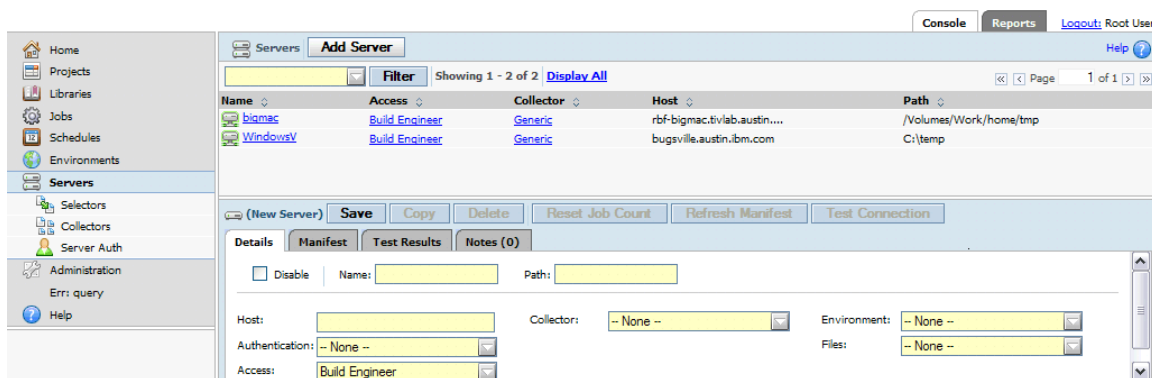 Console Reports Logout: Root User
Home
Projects
Libraries
Jobs
Schedules
12
Environments
Servers
Selectors
Collectors
Server Auth
Administration
Err: query
Help
Servers Add Server Help
Filter Showing 1 - 2 of 2 Display All Page 1 of 1
Name Access Collector Host Path
bigmac Build Engineer Generic rbf-bigmac.tivlab.austin.... /Volumes/Work/home/tmp
WindowsV Build Engineer Generic bugsville.austin.ibm.com C:\temp
(New Server) Save Copy Delete Reset Job Count Refresh Manifest Test Connection
Details Manifest Test Results Notes (0)
Disable Name: Path:
Host: Collector: -- None -- Environment: -- None --
Authentication: -- None -- Files: -- None --
Access: Build Engineer